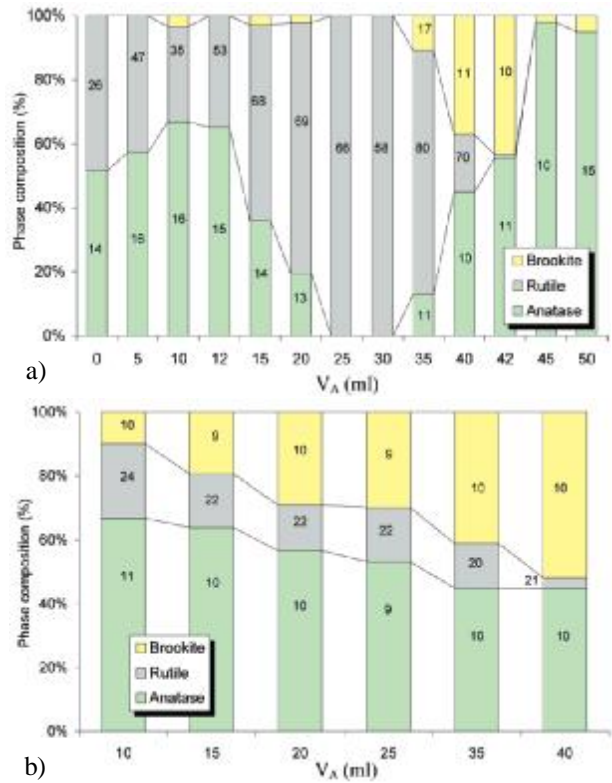 100%
80%
60%
40%
20%
0%
Phase composition (%)
26 47 35 53 68 69 66 58 17 11 10
80 70
14 16 16 15 14 13 11 10 11 10 15
Brookite
Rutile
Anatase
0 5 10 12 15 20 25 30 35 40 42 45 50
a)
V_A (ml)
100%
80%
60%
40%
20%
0%
Phase composition (%)
10 9 10 9 10 10
24 22 22 22 20 21
11 10 10 9 10 10
Brookite
Rutile
Anatase
10 15 20 25 35 40
b)
V_A (ml)